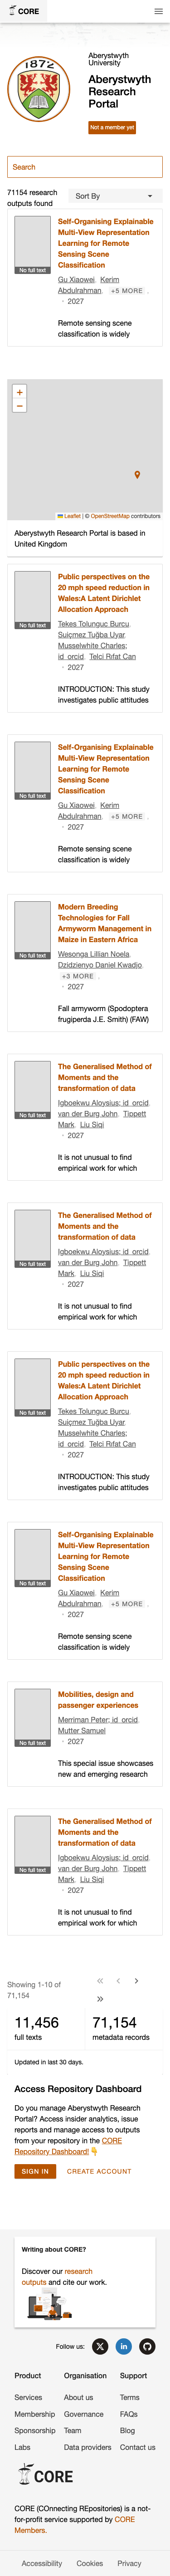 CORE
1872
Aberystwyth
University
Aberystwyth
Research
Portal
Not a member yet
Search
71154 research
outputs found
Sort By
Self-Organising Explainable
Multi-View Representation
Learning for Remote
Sensing Scene
Classification
No full text
Gu Xiaowei, Kerim
Abdulrahman, +5 MORE ,
· 2027
Remote sensing scene
classification is widely
+
−
Leaflet | © OpenStreetMap contributors
Aberystwyth Research Portal is based in
United Kingdom
Public perspectives on the
20 mph speed reduction in
Wales:A Latent Dirichlet
Allocation Approach
No full text
Tekes Tolunguc Burcu,
Suiçmez Tuğba Uyar,
Musselwhite Charles;
id_orcid, Telci Rıfat Can
· 2027
INTRODUCTION: This study
investigates public attitudes
Self-Organising Explainable
Multi-View Representation
Learning for Remote
Sensing Scene
Classification
No full text
Gu Xiaowei, Kerim
Abdulrahman, +5 MORE ,
· 2027
Remote sensing scene
classification is widely
Modern Breeding
Technologies for Fall
Armyworm Management in
Maize in Eastern Africa
No full text
Wesonga Lillian Noela,
Dzidzienyo Daniel Kwadjo,
+3 MORE ,
· 2027
Fall armyworm (Spodoptera
frugiperda J.E. Smith) (FAW)
The Generalised Method of
Moments and the
transformation of data
No full text
Igboekwu Aloysius; id_orcid,
van der Burg John, Tippett
Mark, Liu Siqi
· 2027
It is not unusual to find
empirical work for which
The Generalised Method of
Moments and the
transformation of data
No full text
Igboekwu Aloysius; id_orcid,
van der Burg John, Tippett
Mark, Liu Siqi
· 2027
It is not unusual to find
empirical work for which
Public perspectives on the
20 mph speed reduction in
Wales:A Latent Dirichlet
Allocation Approach
No full text
Tekes Tolunguc Burcu,
Suiçmez Tuğba Uyar,
Musselwhite Charles;
id_orcid, Telci Rıfat Can
· 2027
INTRODUCTION: This study
investigates public attitudes
Self-Organising Explainable
Multi-View Representation
Learning for Remote
Sensing Scene
Classification
No full text
Gu Xiaowei, Kerim
Abdulrahman, +5 MORE ,
· 2027
Remote sensing scene
classification is widely
Mobilities, design and
passenger experiences
No full text
Merriman Peter; id_orcid,
Mutter Samuel
· 2027
This special issue showcases
new and emerging research
The Generalised Method of
Moments and the
transformation of data
No full text
Igboekwu Aloysius; id_orcid,
van der Burg John, Tippett
Mark, Liu Siqi
· 2027
It is not unusual to find
empirical work for which
Showing 1-10 of
71,154
11,456
full texts
71,154
metadata records
Updated in last 30 days.
Access Repository Dashboard
Do you manage Aberystwyth Research
Portal? Access insider analytics, issue
reports and manage access to outputs
from your repository in the CORE
Repository Dashboard! 👇
SIGN IN
CREATE ACCOUNT
Writing about CORE?
Discover our research
outputs and cite our work.
Follow us:
Product
Organisation
Support
Services
About us
Terms
Membership
Governance
FAQs
Sponsorship
Team
Blog
Labs
Data providers
Contact us
CORE
CORE (COnnecting REpositories) is a not-
for-profit service supported by CORE
Members.
Accessibility
Cookies
Privacy